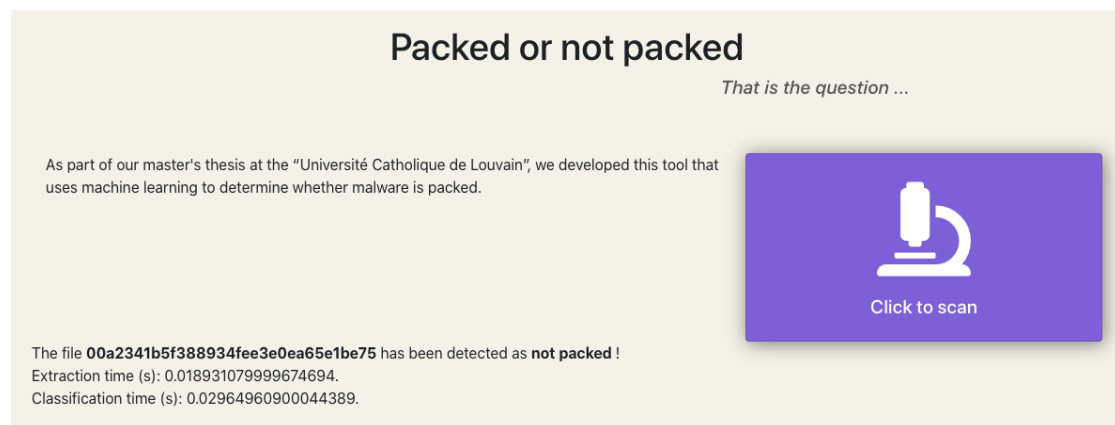 Packed or not packed
That is the question ...
As part of our master's thesis at the “Université Catholique de Louvain”, we developed this tool that
uses machine learning to determine whether malware is packed.
Click to scan
The file 00a2341b5f388934fee3e0ea65e1be75 has been detected as not packed !
Extraction time (s): 0.018931079999674694.
Classification time (s): 0.02964960900044389.